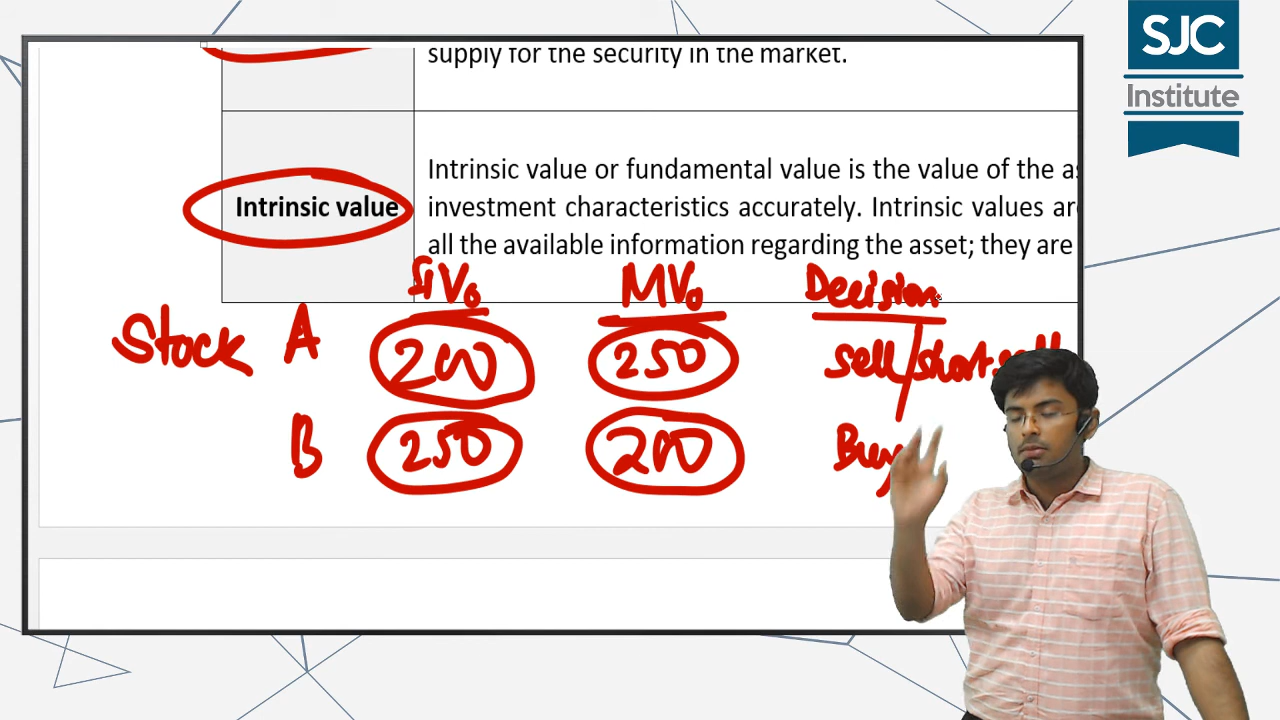 SJC
Institute
supply for the security in the market.
Intrinsic value or fundamental value is the value of the as
Intrinsic value
investment characteristics accurately. Intrinsic values are
all the available information regarding the asset; they are
IV₀ MV₀ Decision
Stock A 200 250 sell/short sell
B 250 200 Buy